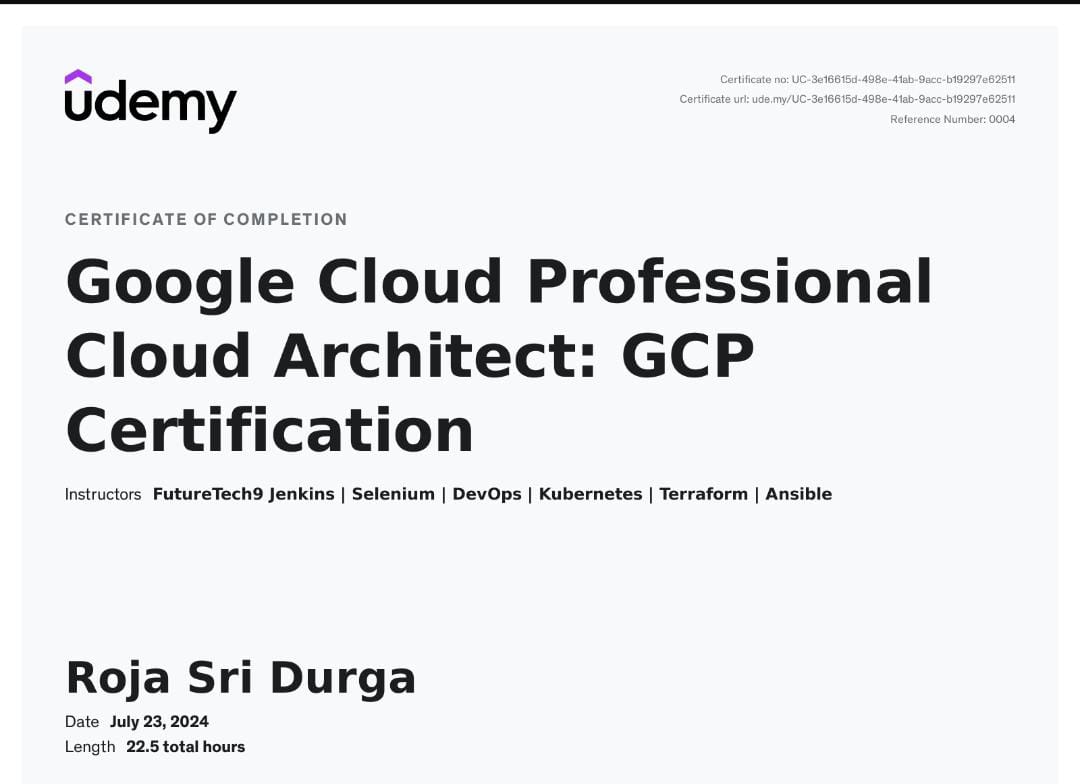 udemy
Certificate no: UC-3e16615d-498e-41ab-9acc-b19297e62511
Certificate url: ude.my/UC-3e16615d-498e-41ab-9acc-b19297e62511
Reference Number: 0004
CERTIFICATE OF COMPLETION
Google Cloud Professional
Cloud Architect: GCP
Certification
Instructors FutureTech9 Jenkins | Selenium | DevOps | Kubernetes | Terraform | Ansible
Roja Sri Durga
Date July 23, 2024
Length 22.5 total hours